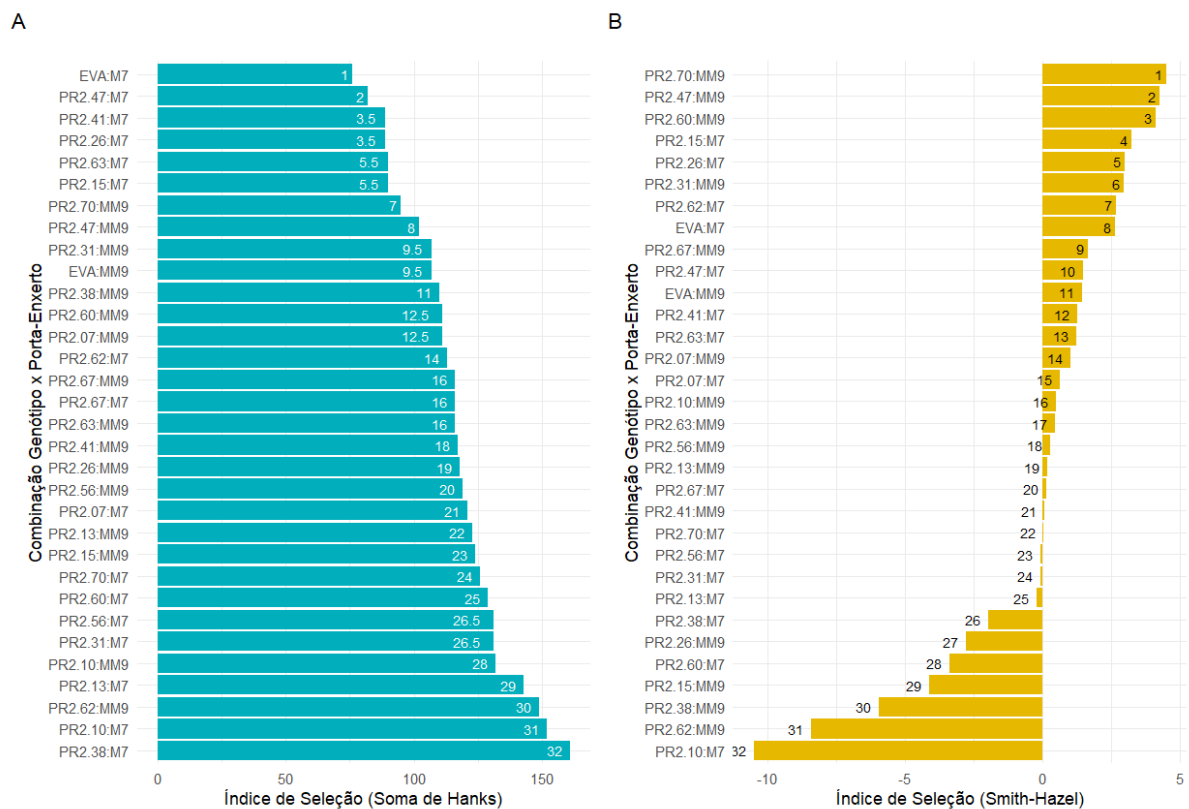 A
Combinação Genótipo x Porta-Enxerto
EVA:M7 1
PR2.47:M7 2
PR2.41:M7 3.5
PR2.26:M7 3.5
PR2.63:M7 5.5
PR2.15:M7 5.5
PR2.70:MM9 7
PR2.47:MM9 8
PR2.31:MM9 9.5
EVA:MM9 9.5
PR2.38:MM9 11
PR2.60:MM9 12.5
PR2.07:MM9 12.5
PR2.62:M7 14
PR2.67:MM9 16
PR2.67:M7 16
PR2.63:MM9 16
PR2.41:MM9 18
PR2.26:MM9 19
PR2.56:MM9 20
PR2.07:M7 21
PR2.13:MM9 22
PR2.15:MM9 23
PR2.70:M7 24
PR2.60:M7 25
PR2.56:M7 26.5
PR2.31:M7 26.5
PR2.10:MM9 28
PR2.13:M7 29
PR2.62:MM9 30
PR2.10:M7 31
PR2.38:M7 32
0 50 100 150
Índice de Seleção (Soma de Hanks)
B
Combinação Genótipo x Porta-Enxerto
PR2.70:MM9 1
PR2.47:MM9 2
PR2.60:MM9 3
PR2.15:M7 4
PR2.26:M7 5
PR2.31:MM9 6
PR2.62:M7 7
EVA:M7 8
PR2.67:MM9 9
PR2.47:M7 10
EVA:MM9 11
PR2.41:M7 12
PR2.63:M7 13
PR2.07:MM9 14
PR2.07:M7 15
PR2.10:MM9 16
PR2.63:MM9 17
PR2.56:MM9 18
PR2.13:MM9 19
PR2.67:M7 20
PR2.41:MM9 21
PR2.70:M7 22
PR2.56:M7 23
PR2.31:M7 24
PR2.13:M7 25
PR2.38:M7 26
PR2.26:MM9 27
PR2.60:M7 28
PR2.15:MM9 29
PR2.38:MM9 30
PR2.62:MM9 31
PR2.10:M7 32
-10 -5 0 5
Índice de Seleção (Smith-Hazel)